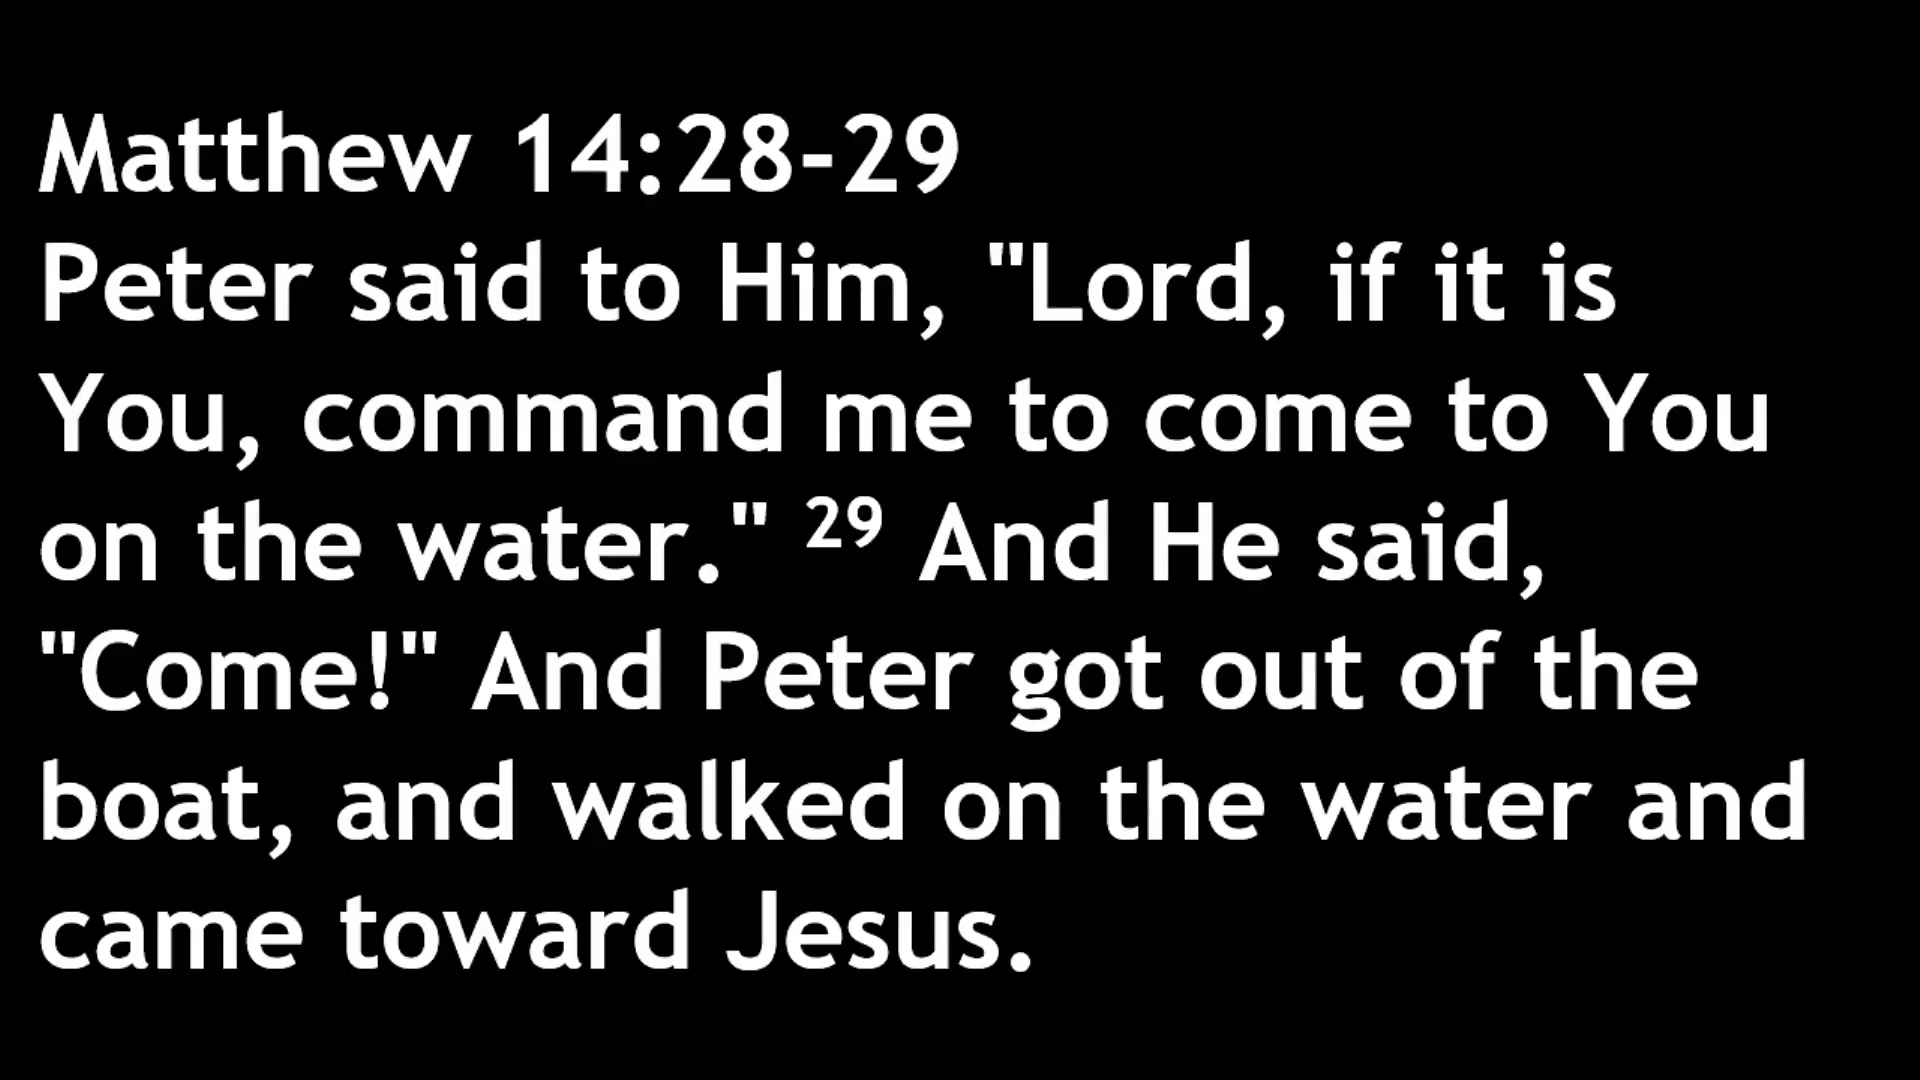 Matthew 14:28-29
Peter said to Him, "Lord, if it is
You, command me to come to You
on the water." 29 And He said,
"Come!" And Peter got out of the
boat, and walked on the water and
came toward Jesus.